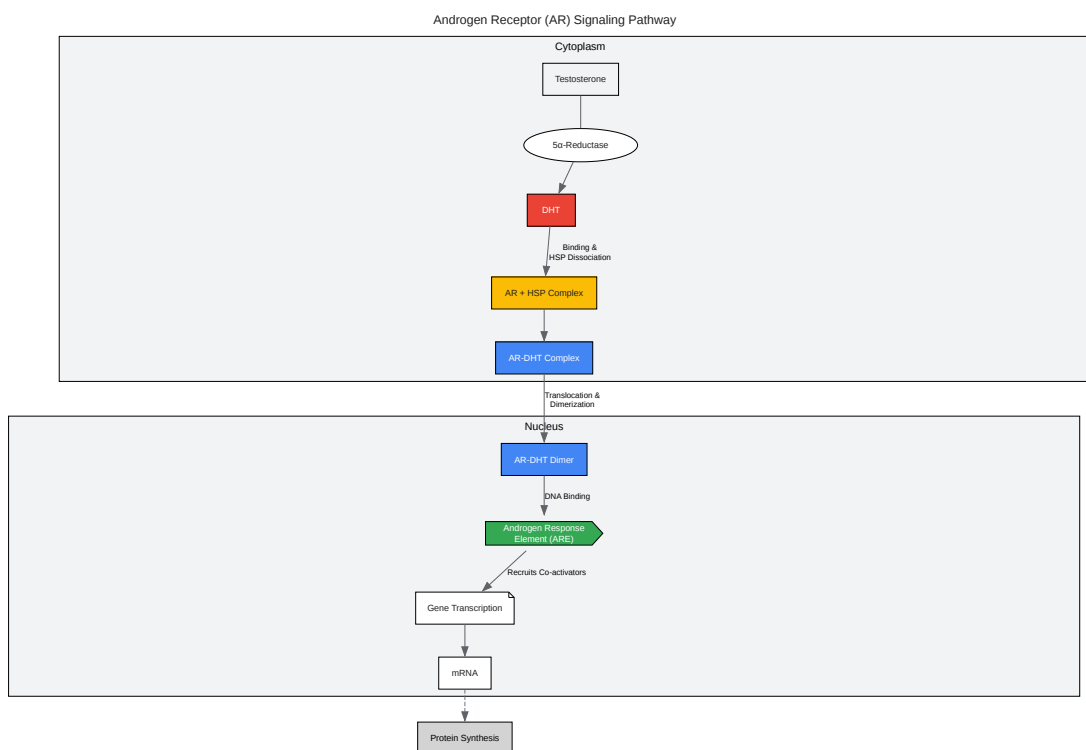 Androgen Receptor (AR) Signaling Pathway
Cytoplasm
Testosterone
5α-Reductase
DHT
Binding &
HSP Dissociation
AR + HSP Complex
AR-DHT Complex
Translocation &
Dimerization
Nucleus
AR-DHT Dimer
DNA Binding
Androgen Response
Element (ARE)
Recruits Co-activators
Gene Transcription
mRNA
Protein Synthesis